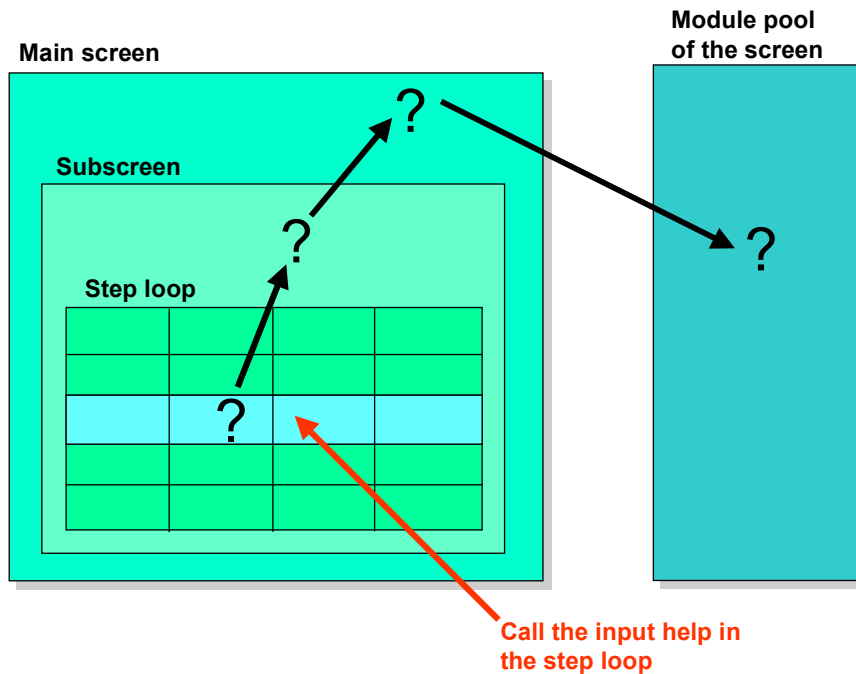 Module pool
of the screen
Main screen
?
Subscreen
?
?
Step loop
?
Call the input help in
the step loop